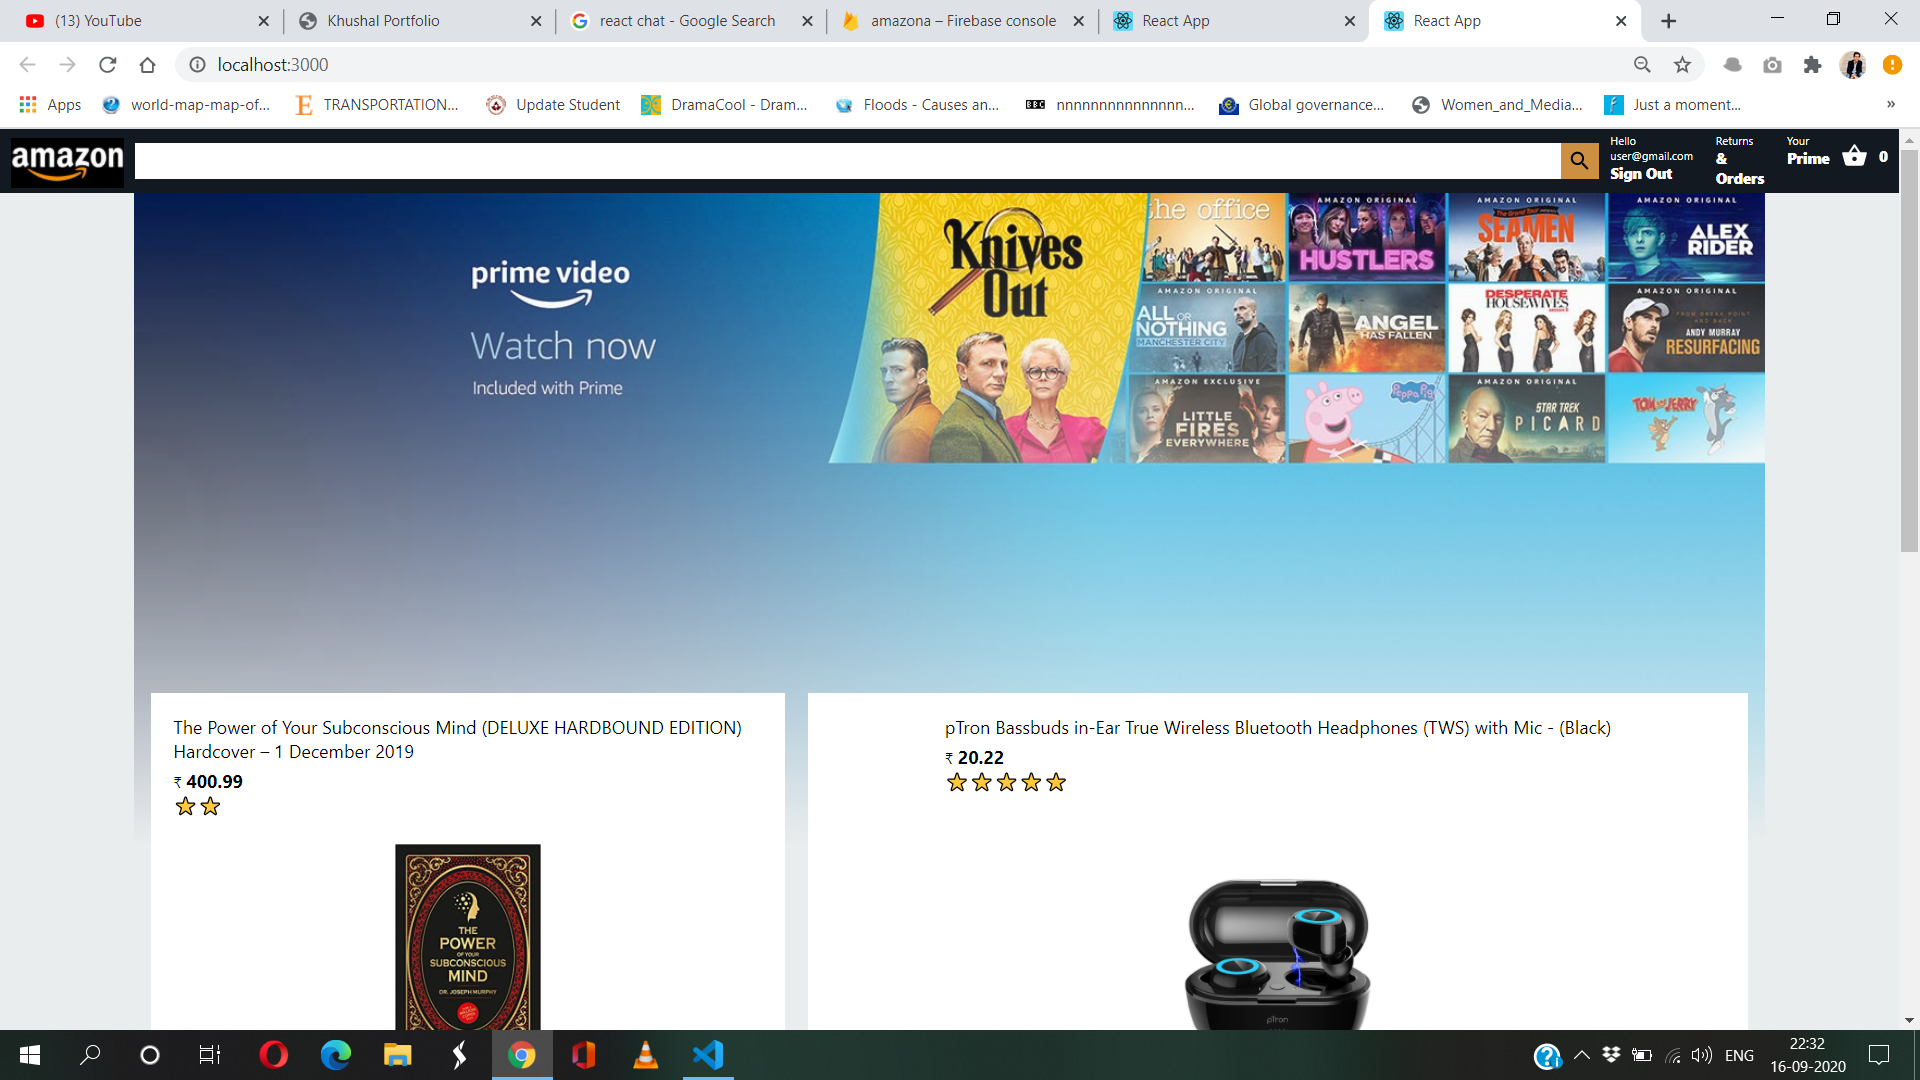 (13) YouTube
Khushal Portfolio
react chat - Google Search
amazona – Firebase console
React App
React App
localhost:3000
Apps
world-map-map-of...
TRANSPORTATION...
Update Student
DramaCool - Dram...
Floods - Causes an...
BBC
nnnnnnnnnnnnnnn...
Global governance...
Women_and_Media...
Just a moment...
»
amazon
Hello
user@gmail.com
Sign Out
Returns
&
Orders
Your
Prime
0
prime video
Watch now
Included with Prime
Knives
Out
the office
AMAZON ORIGINAL
HUSTLERS
AMAZON ORIGINAL
SEAMEN
AMAZON ORIGINAL
ALEX
RIDER
AMAZON ORIGINAL
ALL OR
NOTHING
MANCHESTER CITY
ANGEL
HAS FALLEN
DESPERATE
HOUSEWIVES
AMAZON ORIGINAL
ANDY MURRAY
RESURFACING
AMAZON EXCLUSIVE
LITTLE
FIRES
EVERYWHERE
Peppa Pig
AMAZON ORIGINAL
STAR TREK
PICARD
TOM and JERRY
The Power of Your Subconscious Mind (DELUXE HARDBOUND EDITION)
Hardcover – 1 December 2019
₹ 400.99
THE
POWER
OF YOUR
SUBCONSCIOUS
MIND
DR. JOSEPH MURPHY
pTron Bassbuds in-Ear True Wireless Bluetooth Headphones (TWS) with Mic - (Black)
₹ 20.22
pTron
ENG
22:32
16-09-2020